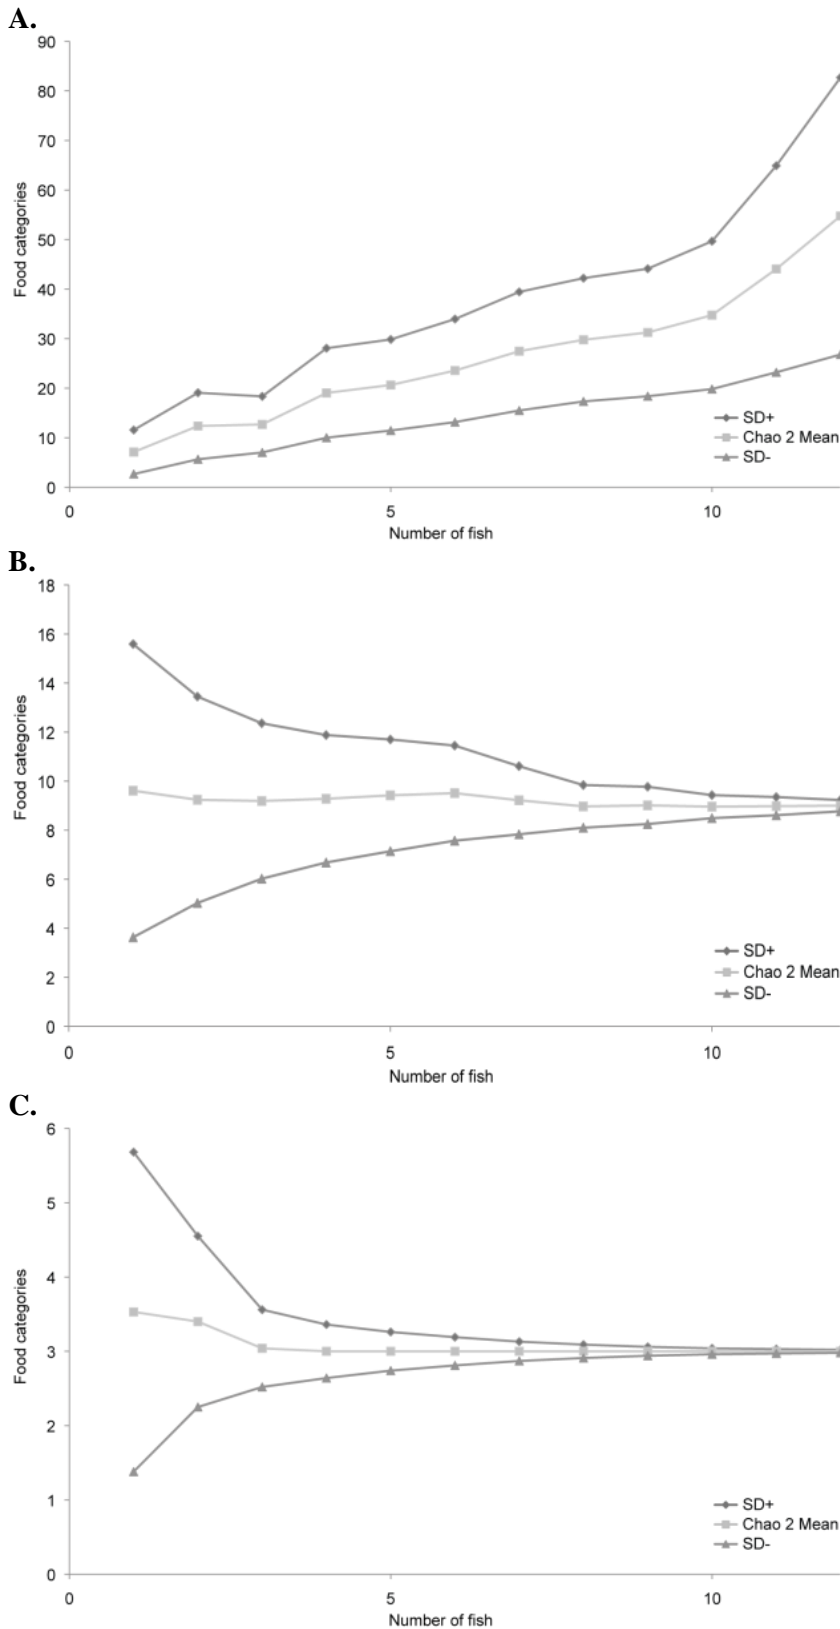 A.
90
80
70
60
50
40
30
20
10
0
Food categories
SD+
Chao 2 Mean
SD-
0 5 10
Number of fish
B.
18
16
14
12
10
8
6
4
2
0
Food categories
SD+
Chao 2 Mean
SD-
0 5 10
Number of fish
C.
6
5
4
3
2
1
0
Food categories
SD+
Chao 2 Mean
SD-
0 5 10
Number of fish